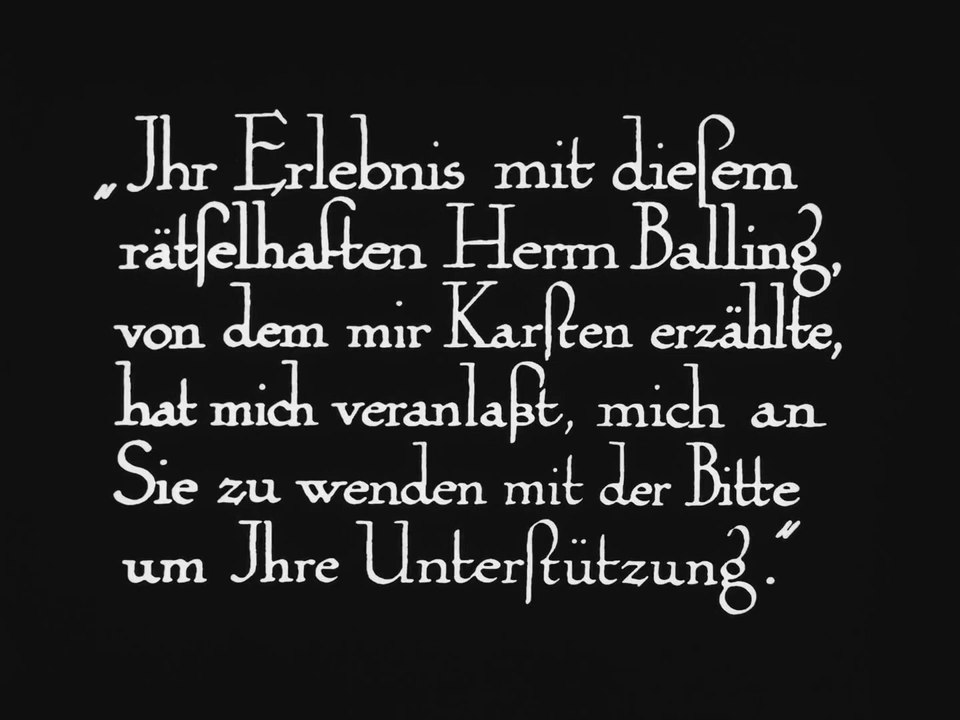 „Ihr Erlebnis mit dieſem
rätſelhaften Herrn Balling,
von dem mir Karſten erzählte,
hat mich veranlaßt, mich an
Sie zu wenden mit der Bitte
um Ihre Unterſtützung.“